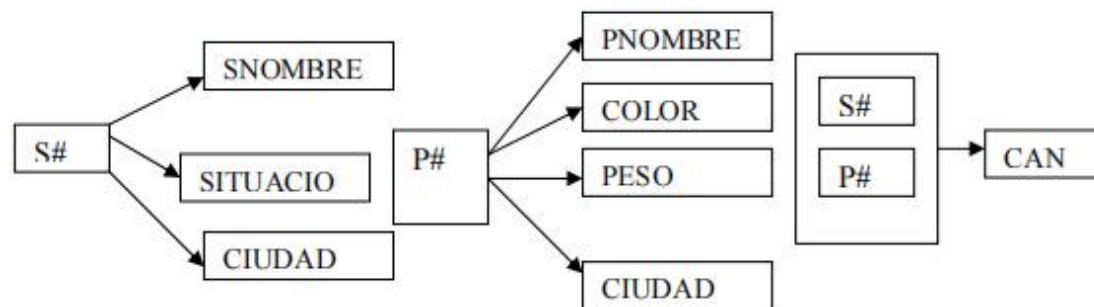 S#
SNOMBRE
SITUACIO
CIUDAD
P#
PNOMBRE
COLOR
PESO
CIUDAD
S#
P#
CAN